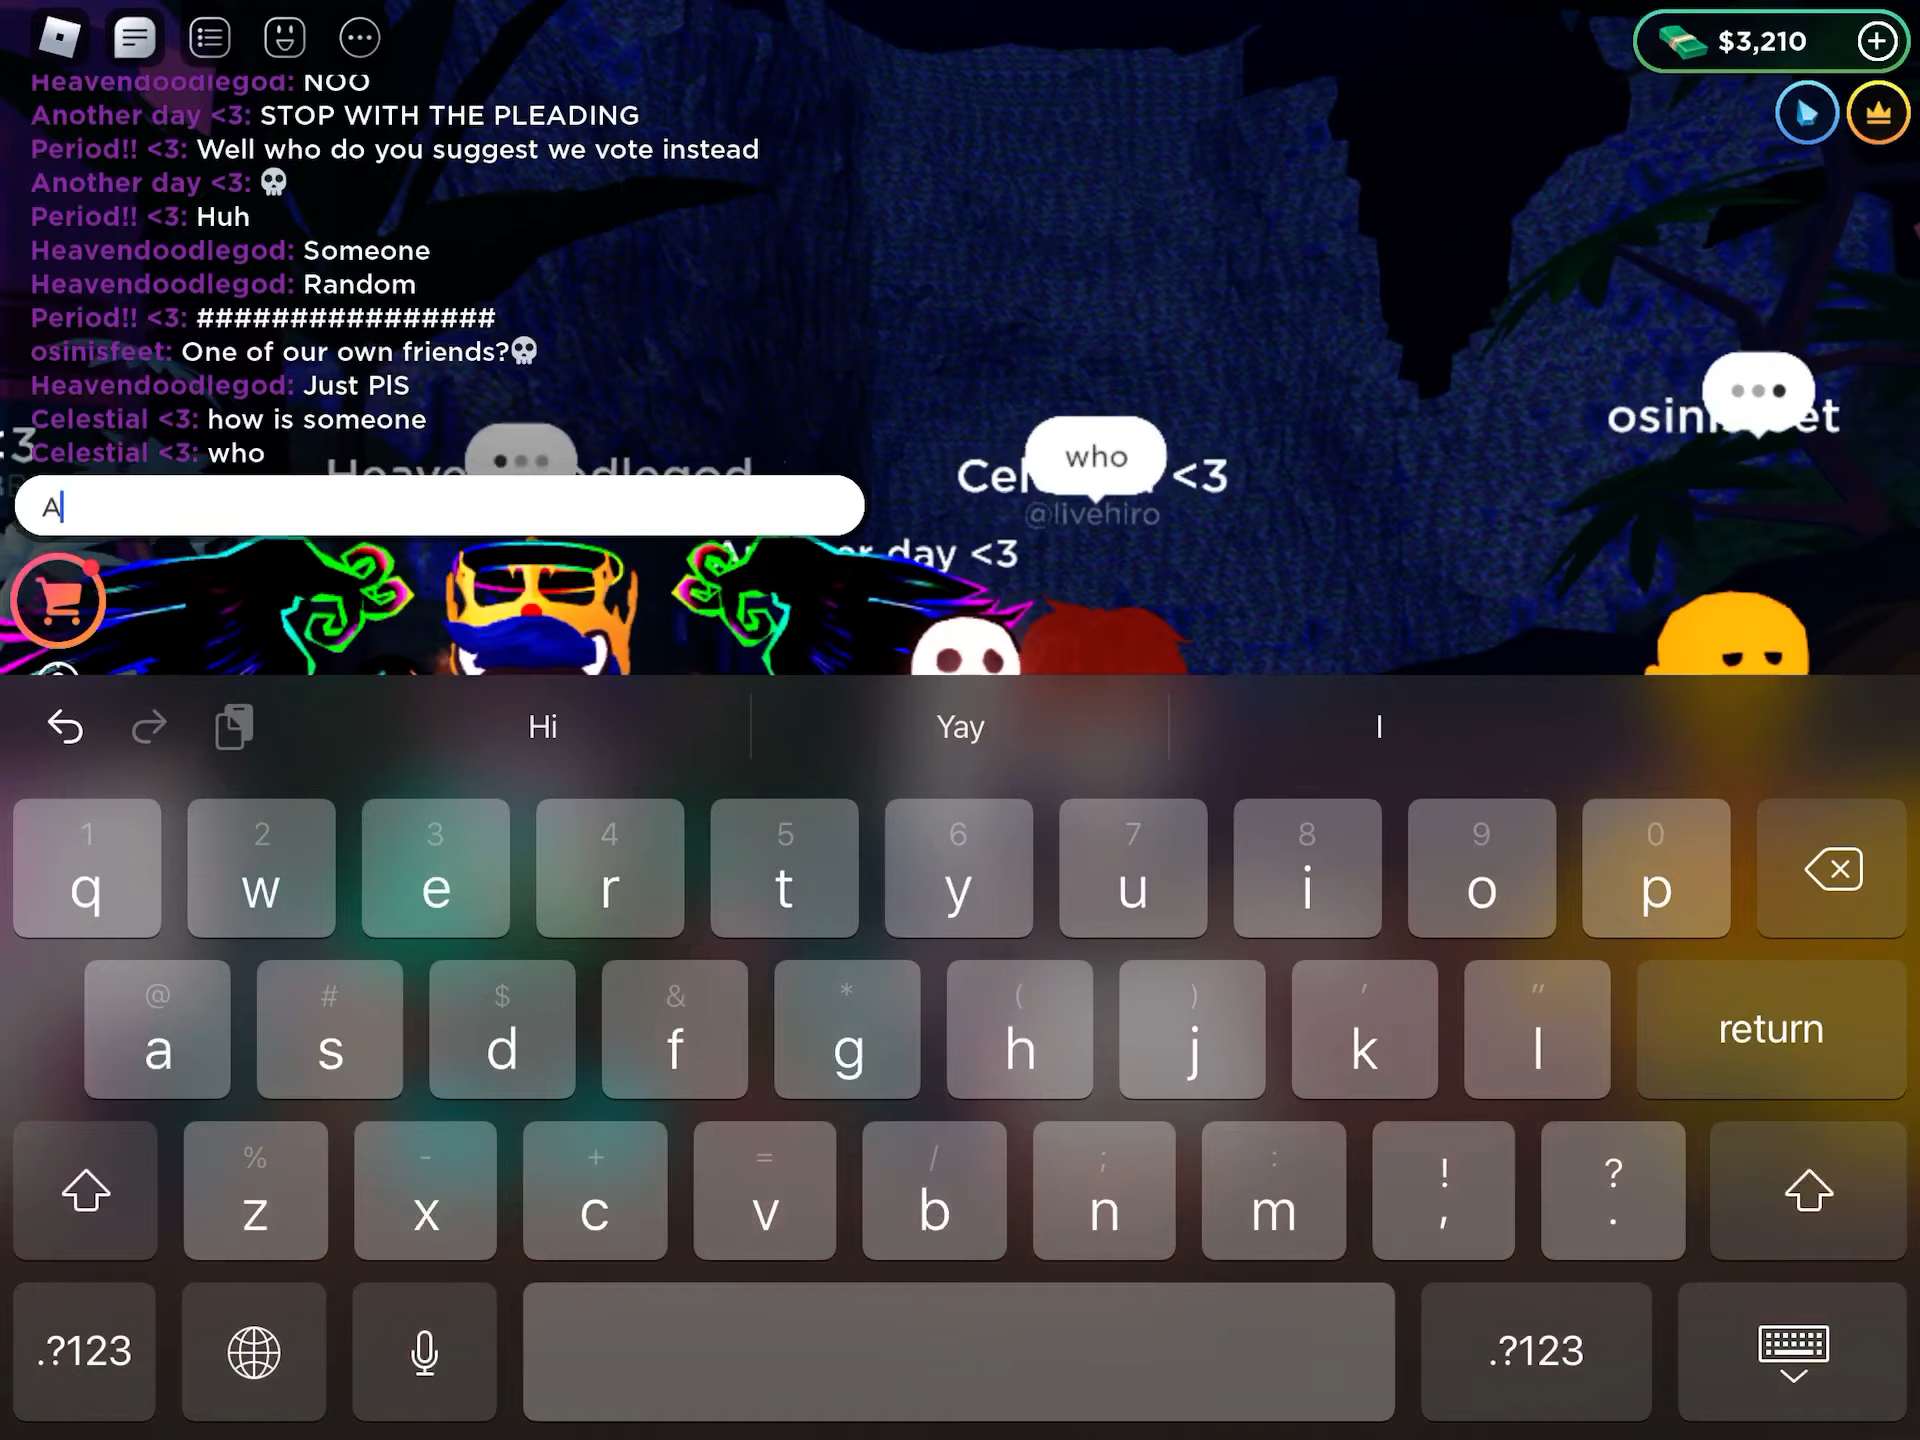 $3,210
Heavendoodlegod: NOO
Another day <3: STOP WITH THE PLEADING
Period!! <3: Well who do you suggest we vote instead
Another day <3: 💀
Period!! <3: Huh
Heavendoodlegod: Someone
Heavendoodlegod: Random
Period!! <3: ################
osinisfeet: One of our own friends?💀
Heavendoodlegod: Just PlS
Celestial <3: how is someone
Celestial <3: who
who
<3
@livehiro
day <3
A
Hi Yay I
1 2 3 4 5 6 7 8 9 0
q w e r t y u i o p
@ # $ & * ( ) ' "
a s d f g h j k l return
% - + = / ; : ! ?
z x c v b n m , .
.?123 .?123